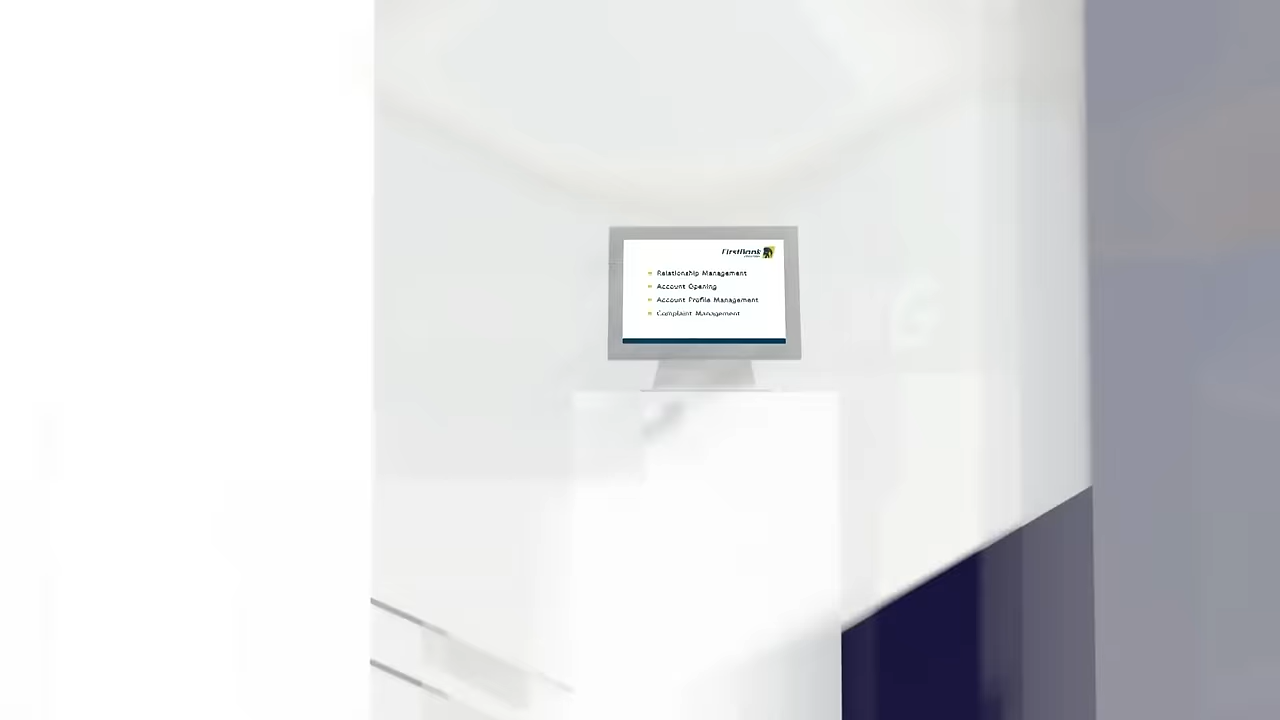 FirstBank
Relationship Management
Account Opening
Account Profile Management
Complaint Management